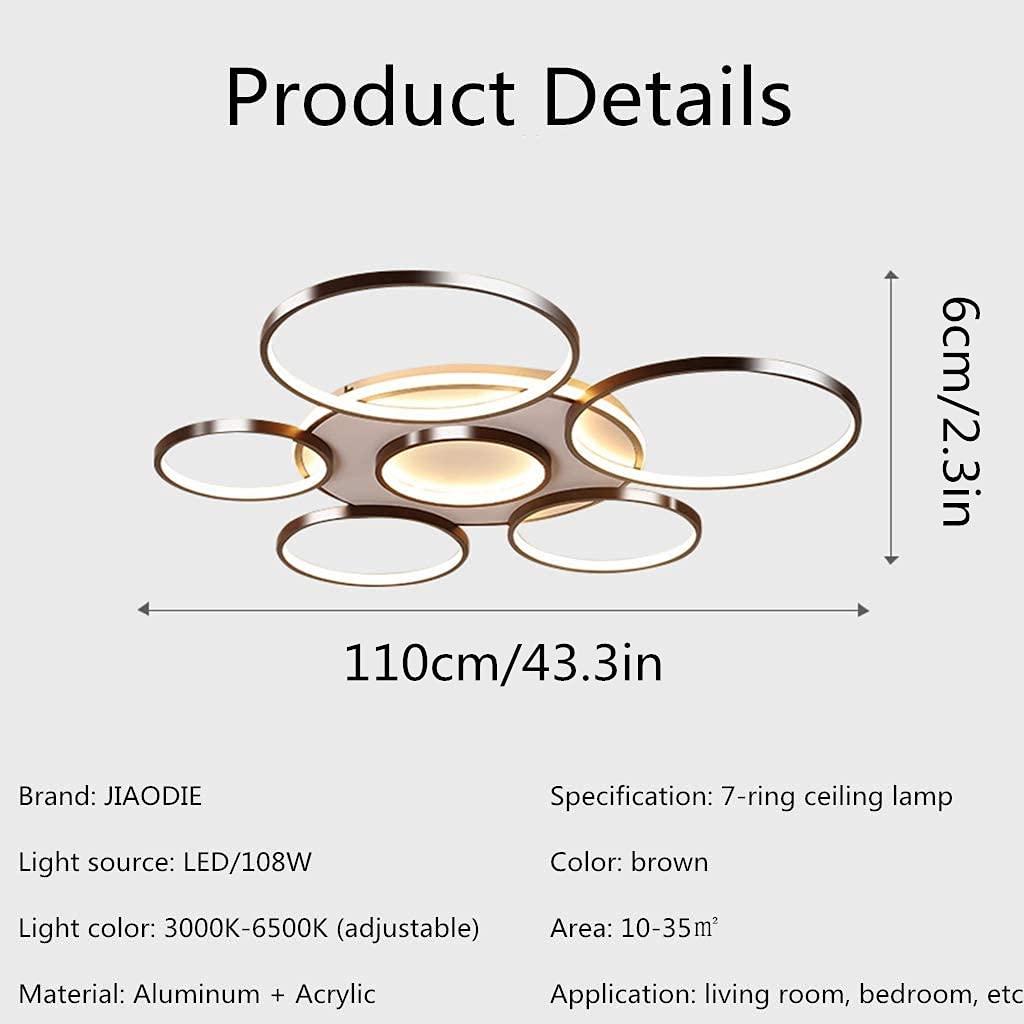 Product Details
6cm/2.3in
110cm/43.3in
Brand: JIAODIE
Specification: 7-ring ceiling lamp
Light source: LED/108W
Color: brown
Light color: 3000K-6500K (adjustable)
Area: 10-35㎡
Material: Aluminum + Acrylic
Application: living room, bedroom, etc